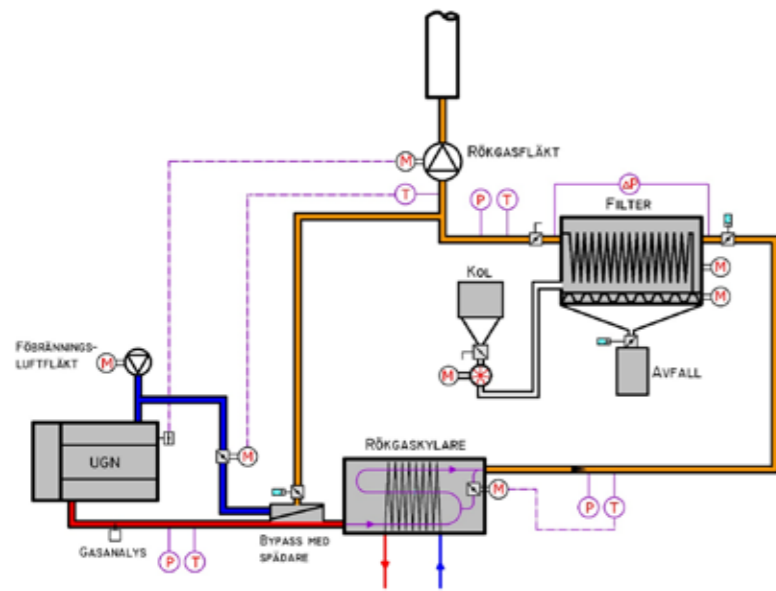 M
RÖKGASFLÄKT
T
P
T
ΔP
FILTER
KOL
M
M
FÖBRÄNNINGS-
LUFTFLÄKT
M
M
AVFALL
UGN
M
RÖKGASKYLARE
M
GASANALYS
P
T
BYPASS MED
SPÄDARE
P
T